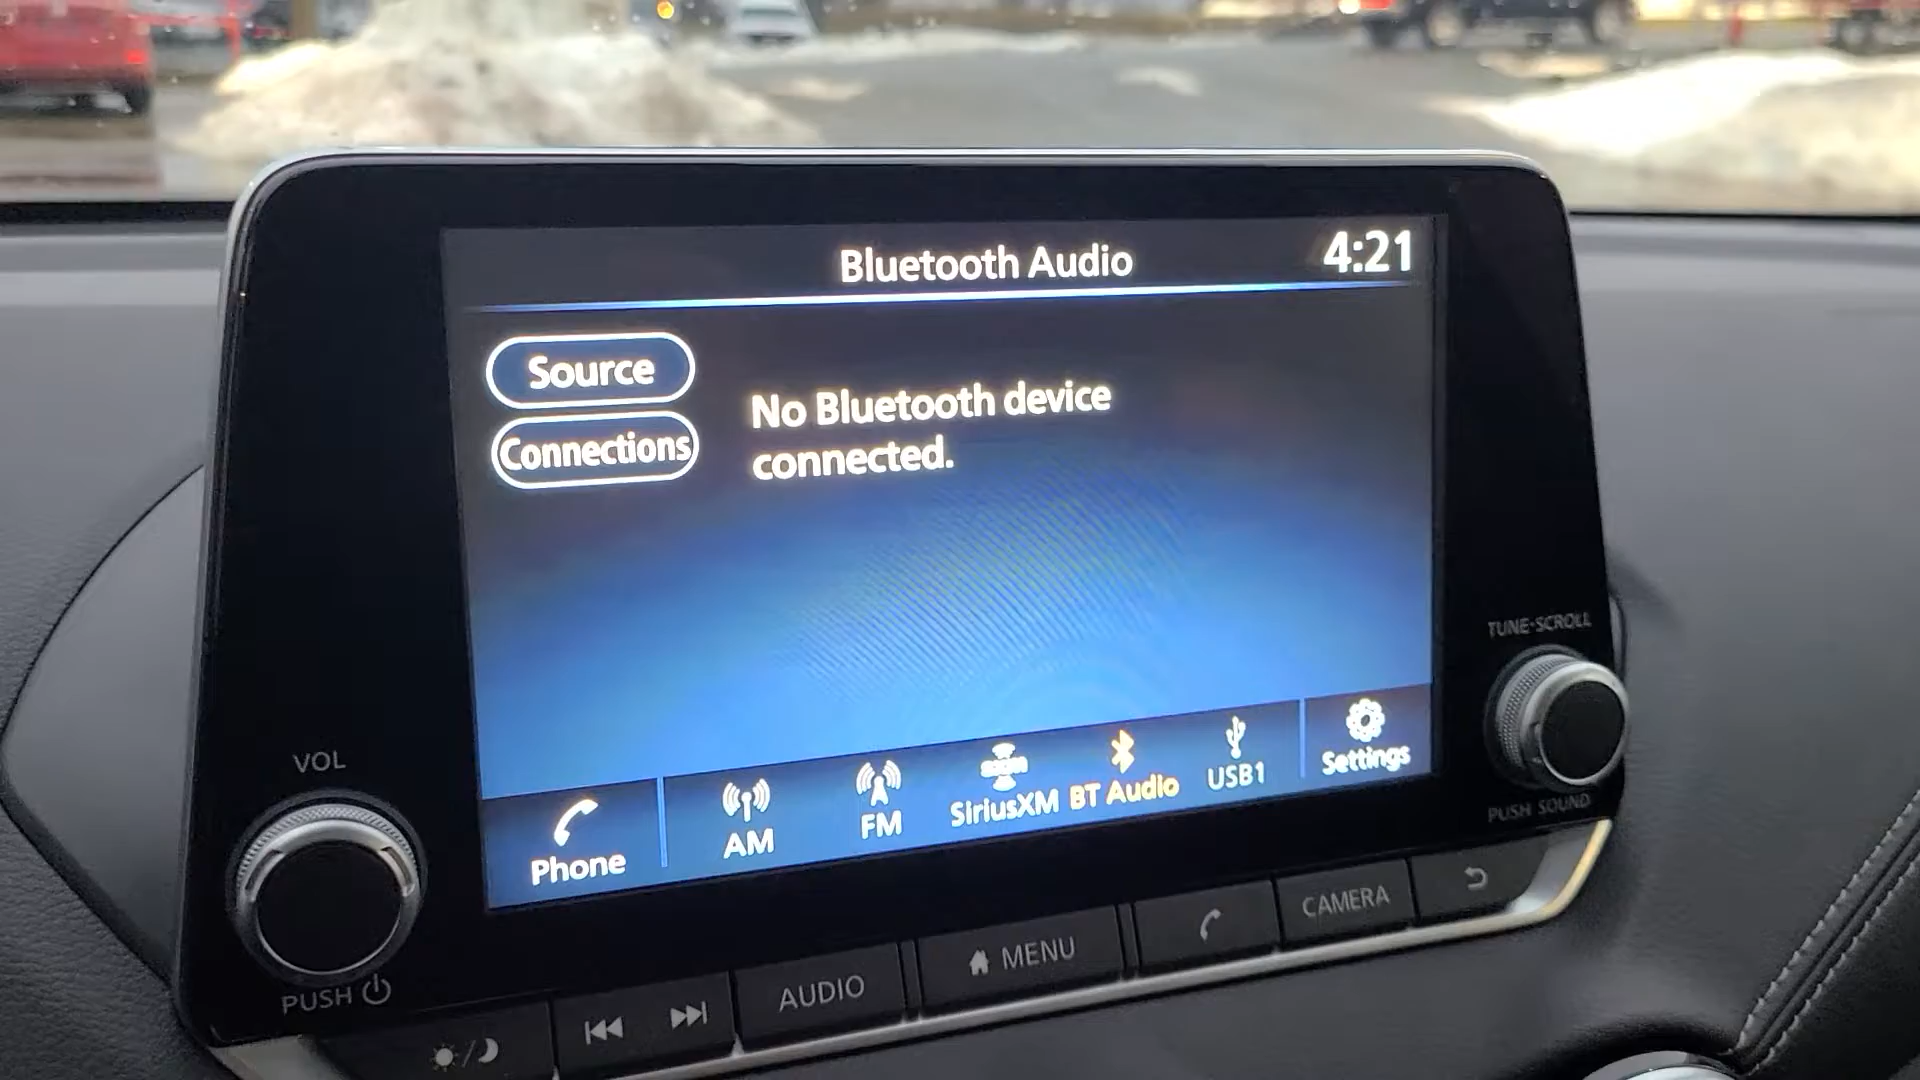 Bluetooth Audio
4:21
Source
Connections
No Bluetooth device
connected.
Phone
AM
FM
SiriusXM
BT Audio
USB1
Settings
VOL
PUSH
TUNE·SCROLL
PUSH SOUND
AUDIO
MENU
CAMERA